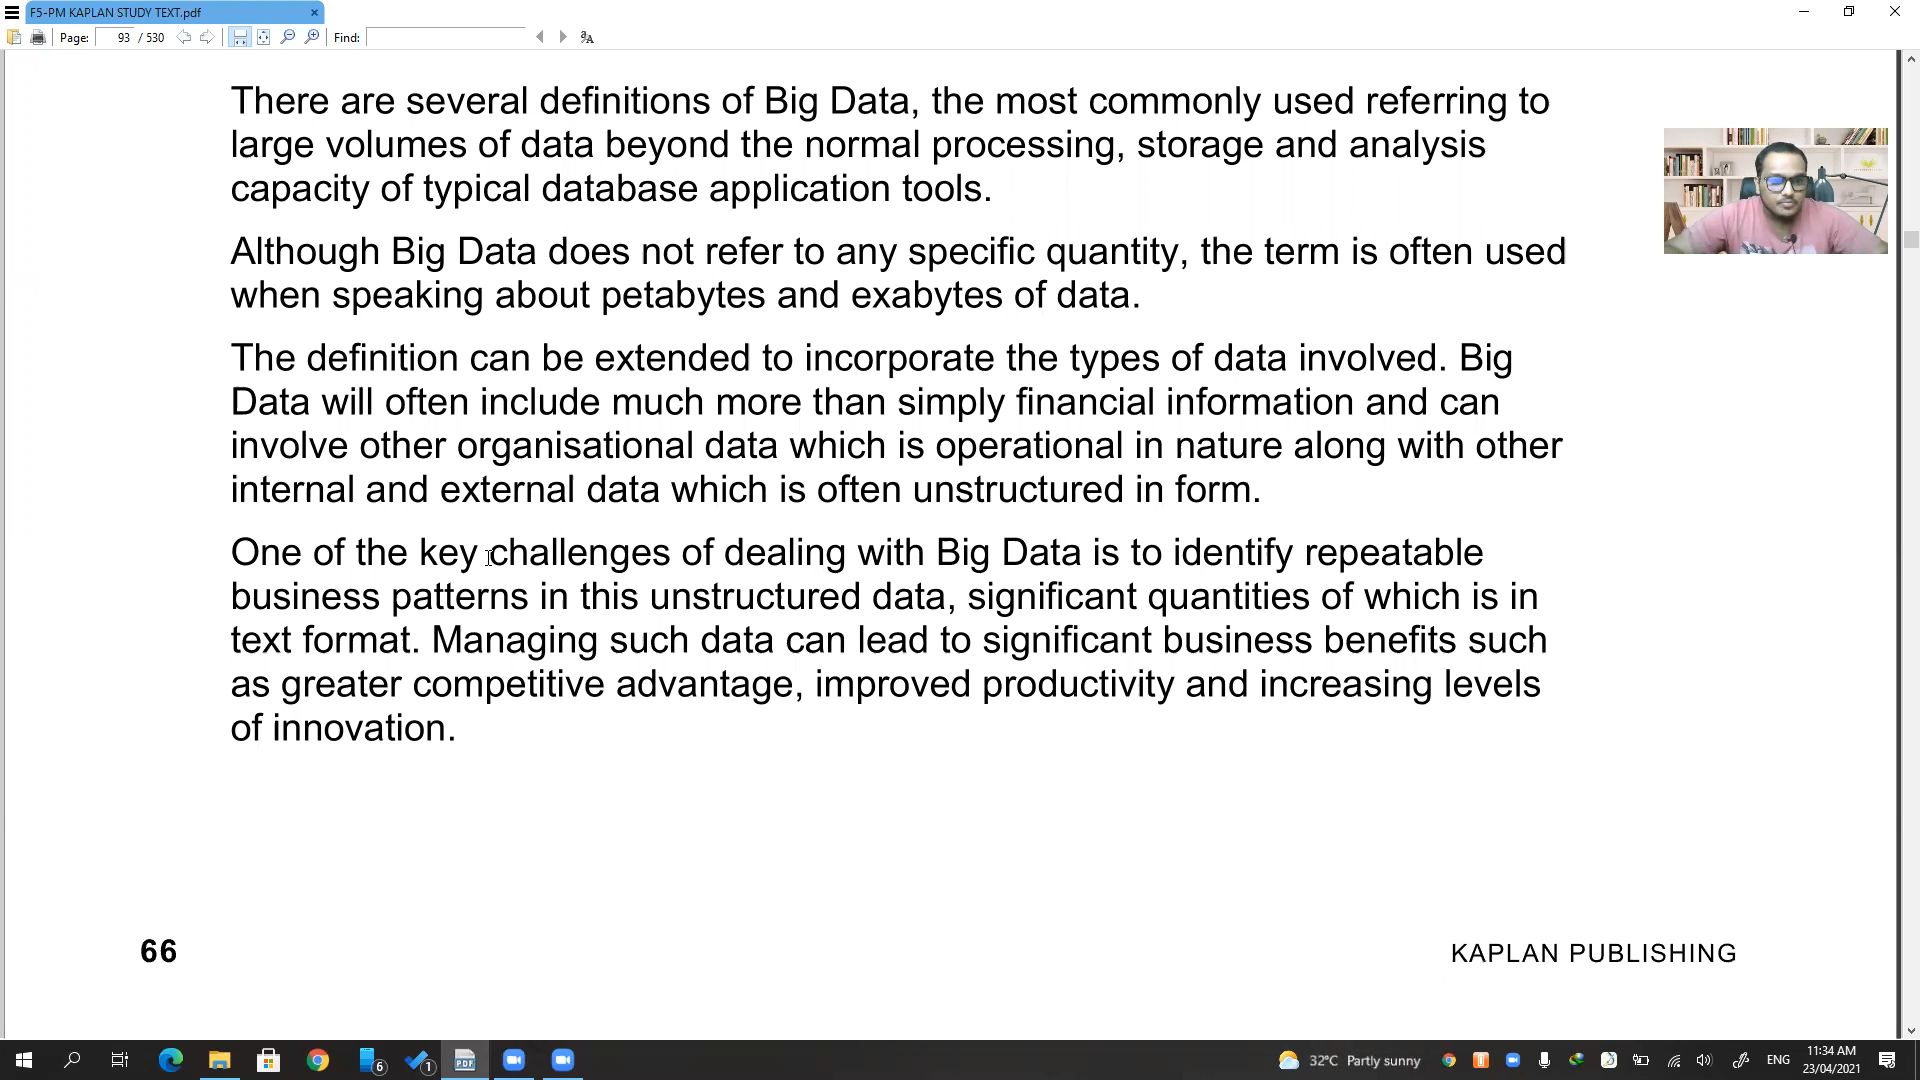 F5-PM KAPLAN STUDY TEXT.pdf
Page: 93 / 530 Find:
There are several definitions of Big Data, the most commonly used referring to
large volumes of data beyond the normal processing, storage and analysis
capacity of typical database application tools.
Although Big Data does not refer to any specific quantity, the term is often used
when speaking about petabytes and exabytes of data.
The definition can be extended to incorporate the types of data involved. Big
Data will often include much more than simply financial information and can
involve other organisational data which is operational in nature along with other
internal and external data which is often unstructured in form.
One of the key challenges of dealing with Big Data is to identify repeatable
business patterns in this unstructured data, significant quantities of which is in
text format. Managing such data can lead to significant business benefits such
as greater competitive advantage, improved productivity and increasing levels
of innovation.
66 KAPLAN PUBLISHING
6 1 PDF 32°C Partly sunny ENG 11:34 AM
23/04/2021